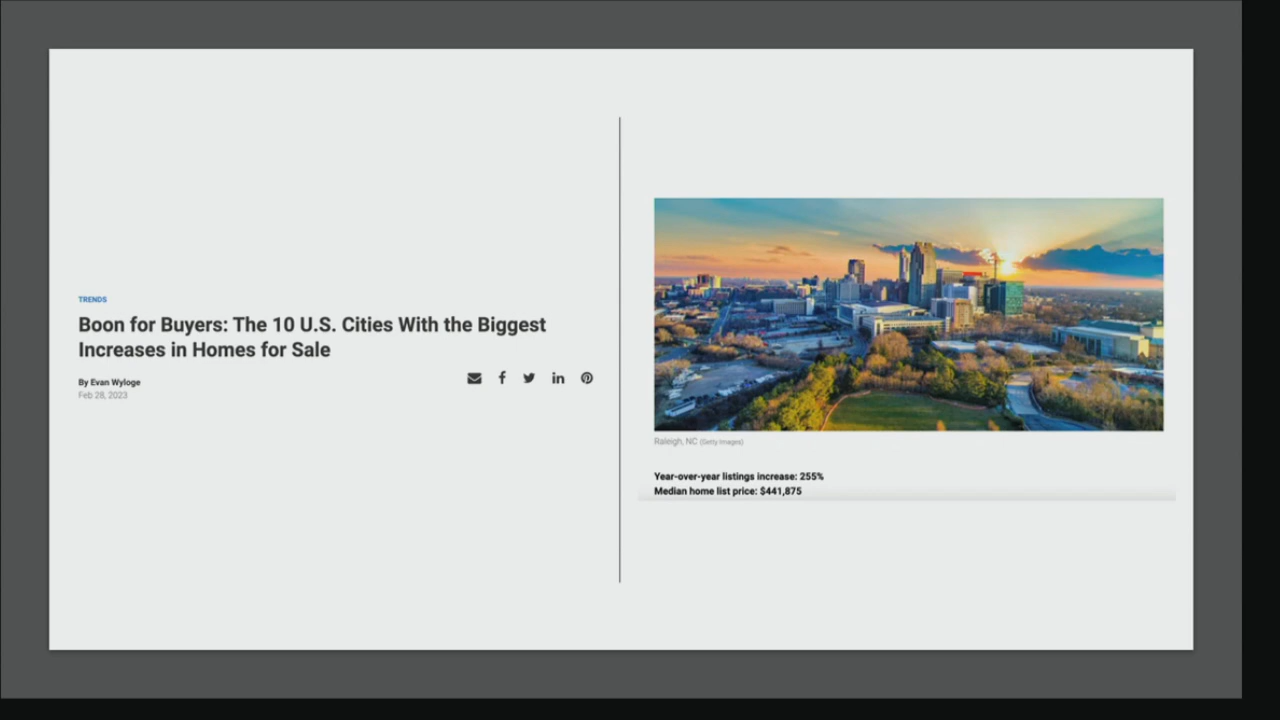 TRENDS
Boon for Buyers: The 10 U.S. Cities With the Biggest
Increases in Homes for Sale
By Evan Wyloge
Feb 28, 2023
Raleigh, NC (Getty Images)
Year-over-year listings increase: 255%
Median home list price: $441,875